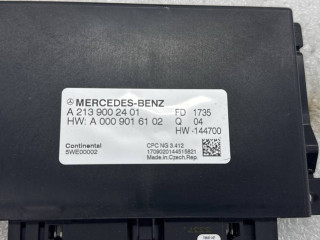 MERCEDES-BENZ
A 213 900 24 01 FD 1735
HW: A 000 901 61 02 Q 04
HW -144700
Continental CPC NG 3.412
5WE00002 1709020144515821
Made in Czech.Rep.